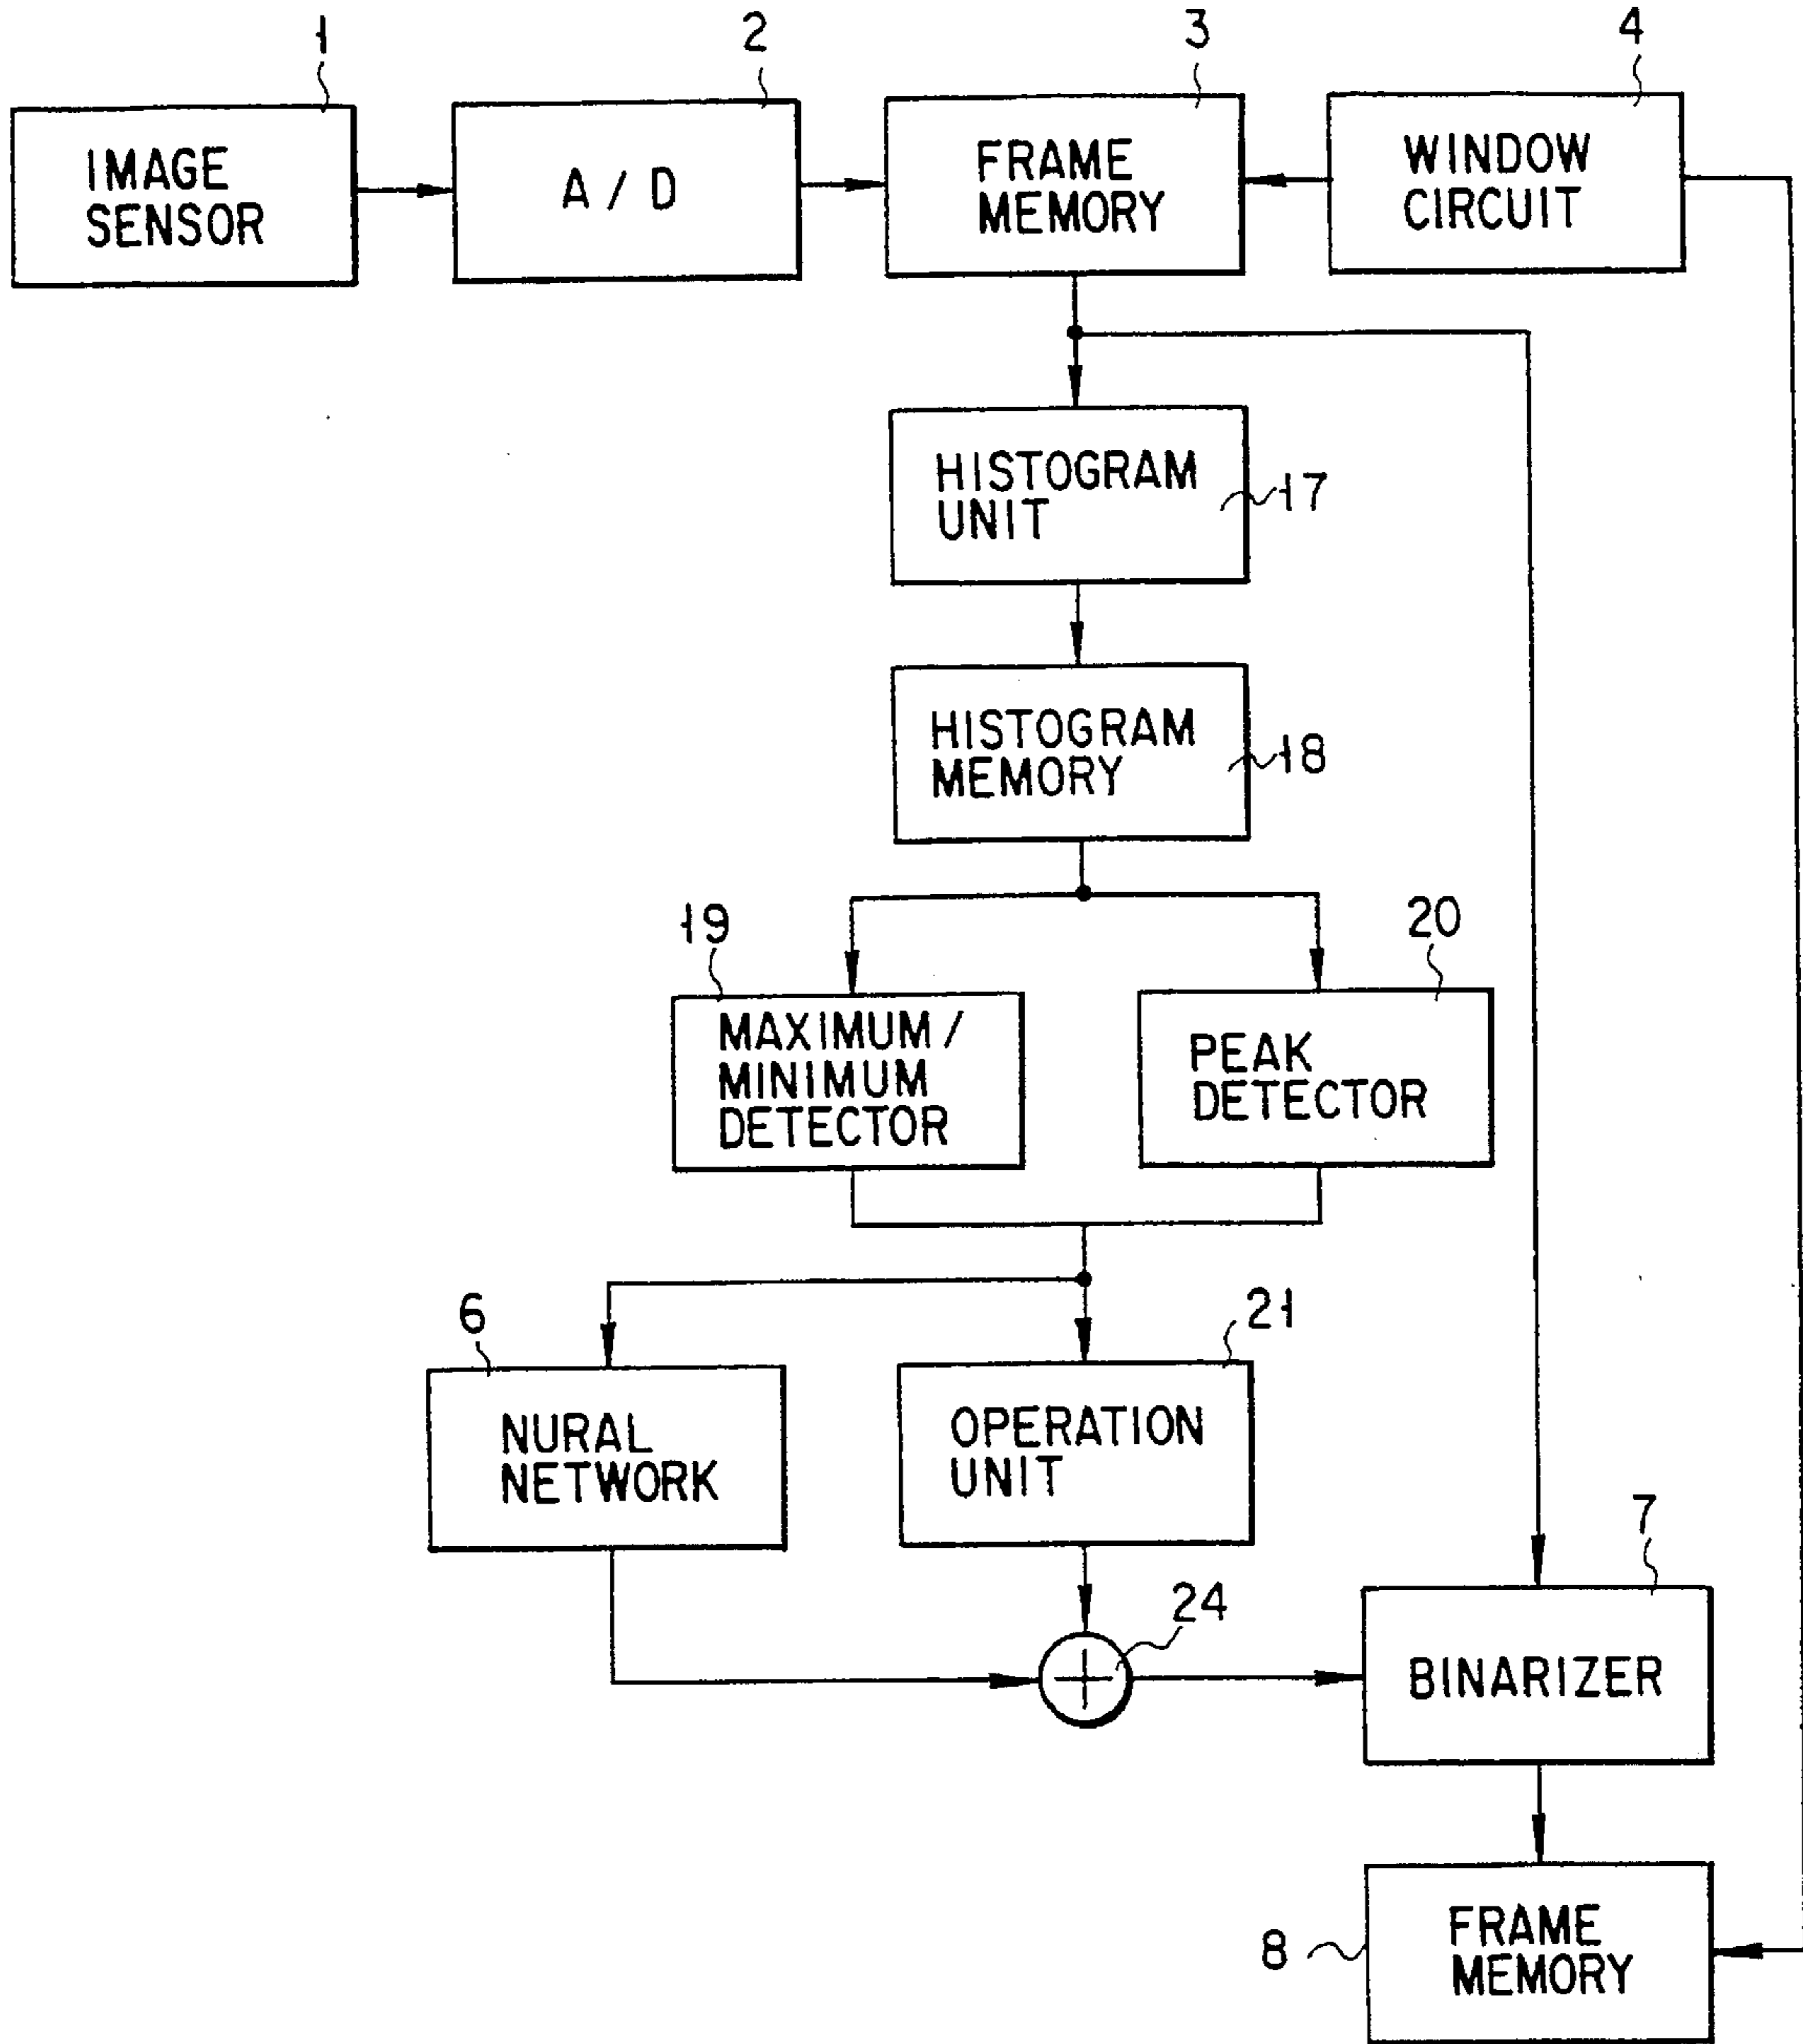 1
2
3
4
IMAGE
SENSOR
A / D
FRAME
MEMORY
WINDOW
CIRCUIT
HISTOGRAM
UNIT
17
HISTOGRAM
MEMORY
18
19
20
MAXIMUM /
MINIMUM
DETECTOR
PEAK
DETECTOR
6
21
NURAL
NETWORK
OPERATION
UNIT
24
7
BINARIZER
8
FRAME
MEMORY